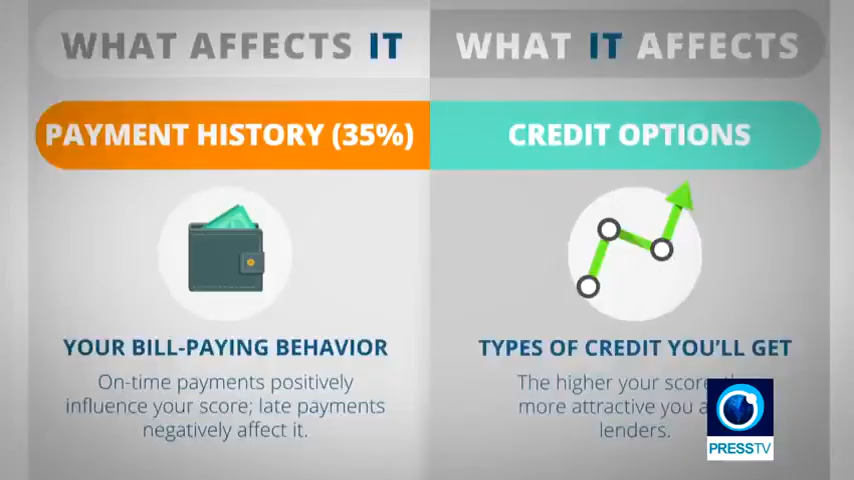 WHAT AFFECTS IT
PAYMENT HISTORY (35%)
YOUR BILL-PAYING BEHAVIOR
On-time payments positively
influence your score; late payments
negatively affect it.
WHAT IT AFFECTS
CREDIT OPTIONS
TYPES OF CREDIT YOU'LL GET
The higher your score
more attractive you
lenders.
PRESSTV